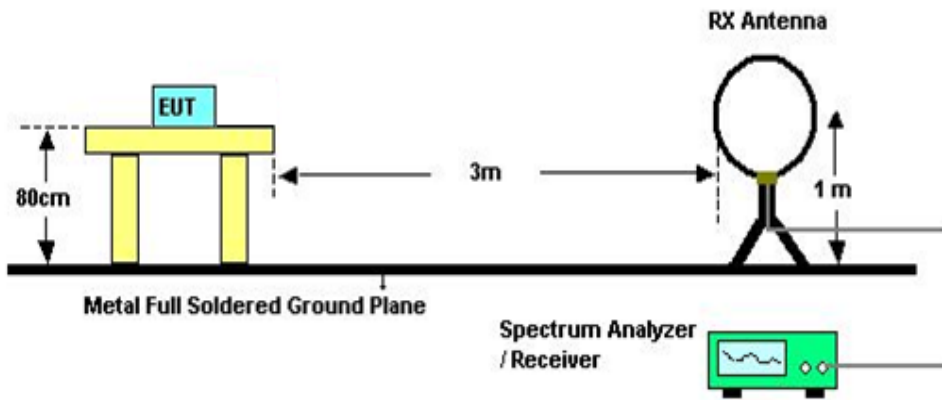 RX Antenna
EUT
3m
80cm
1 m
Metal Full Soldered Ground Plane
Spectrum Analyzer
/ Receiver